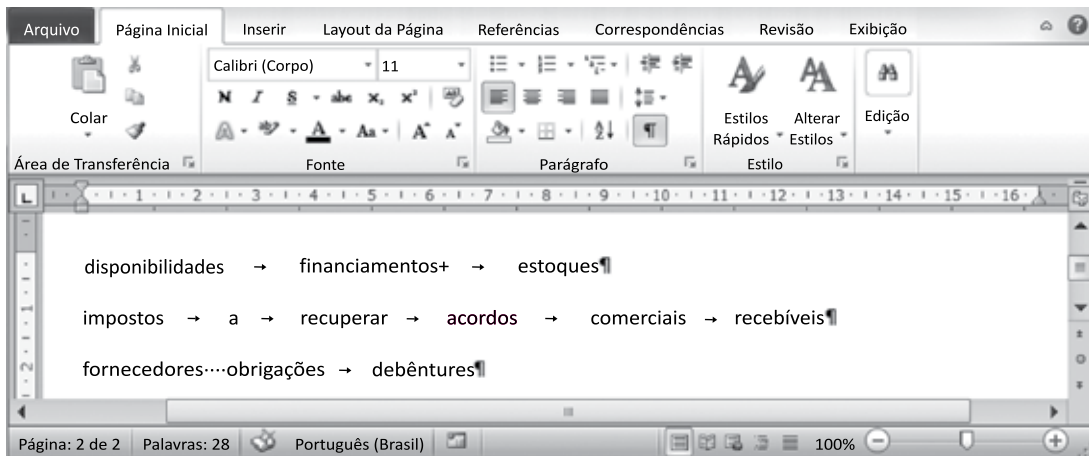 Arquivo Página Inicial Inserir Layout da Página Referências Correspondências Revisão Exibição
Colar
Área de Transferência
Calibri (Corpo) 11
N I S abe x₂ x²
A aby A Aa A A
Fonte
Parágrafo
Estilos Rápidos
Alterar Estilos
Estilo
Edição
L 1 2 3 4 5 6 7 8 9 10 11 12 13 14 15 16
disponibilidades → financiamentos+ → estoques¶
impostos → a → recuperar → acordos → comerciais → recebíveis¶
fornecedores····obrigações → debêntures¶
Página: 2 de 2 Palavras: 28 Português (Brasil) 100%